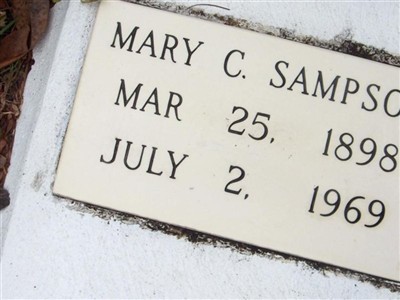 MARY C. SAMPSO
MAR 25, 1898
JULY 2, 1969